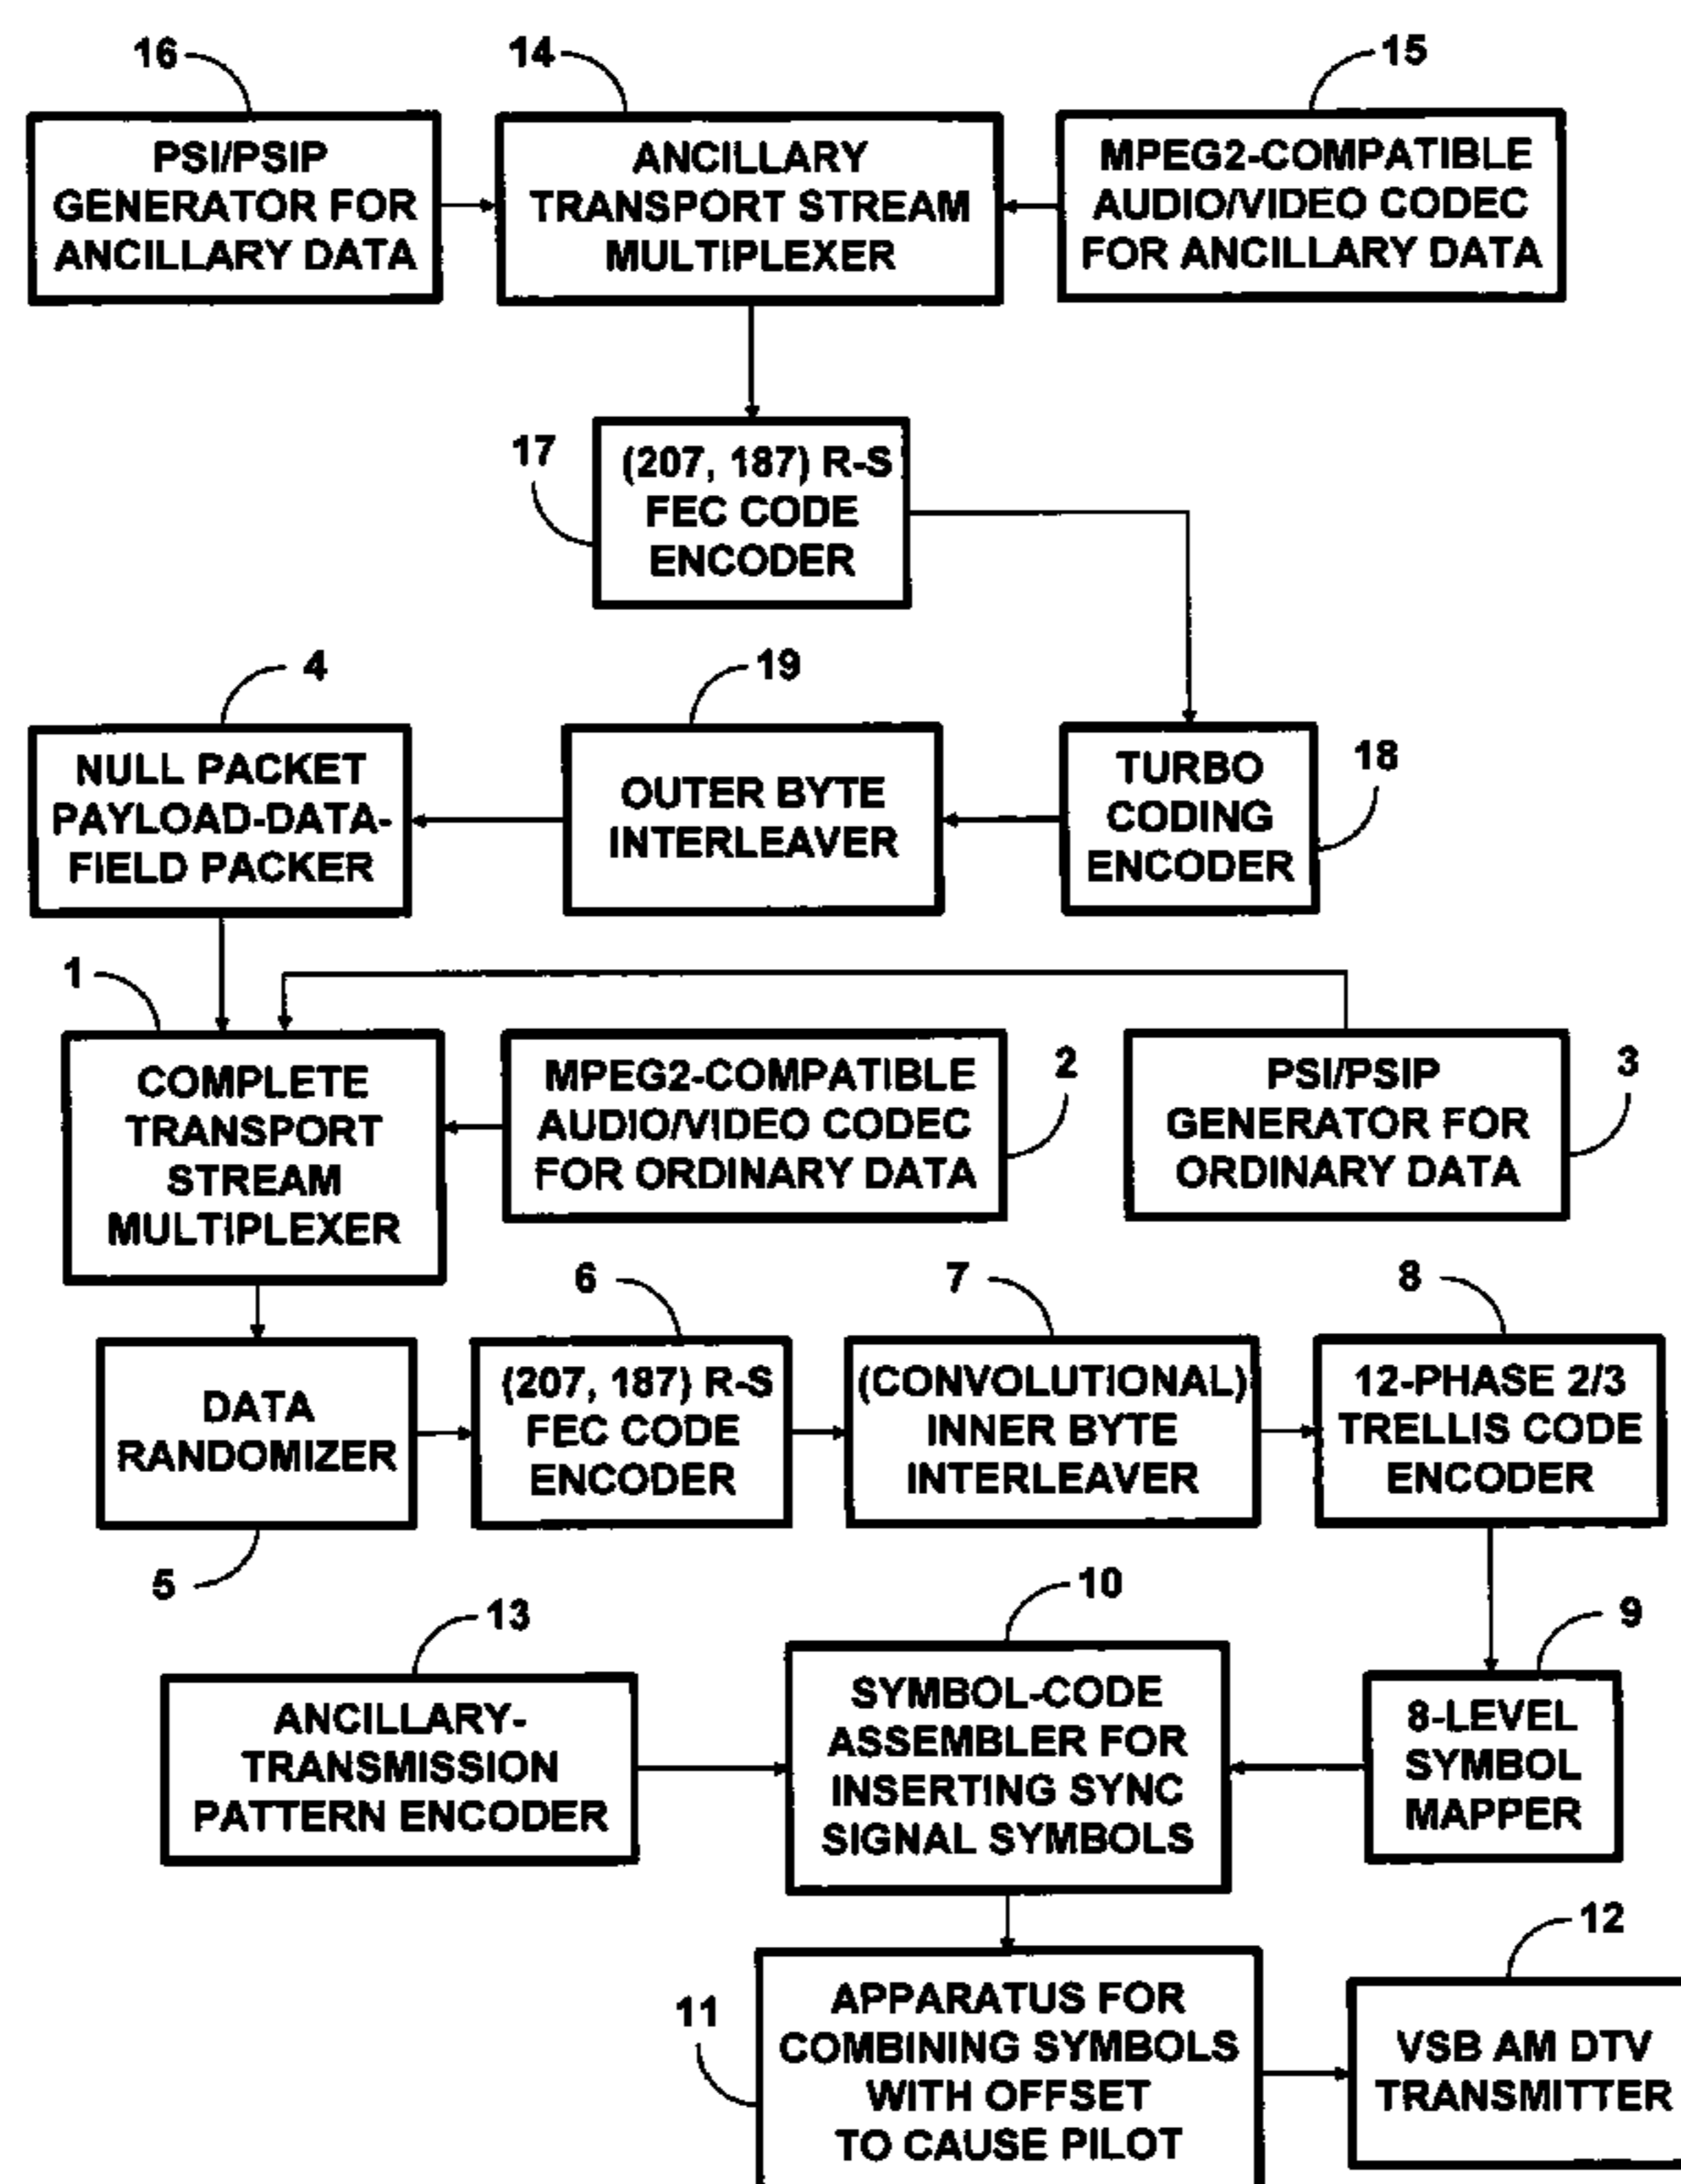 16
14
15
PSI/PSIP
GENERATOR FOR
ANCILLARY DATA
ANCILLARY
TRANSPORT STREAM
MULTIPLEXER
MPEG2-COMPATIBLE
AUDIO/VIDEO CODEC
FOR ANCILLARY DATA
17
(207, 187) R-S
FEC CODE
ENCODER
4
19
18
NULL PACKET
PAYLOAD-DATA-
FIELD PACKER
OUTER BYTE
INTERLEAVER
TURBO
CODING
ENCODER
1
COMPLETE
TRANSPORT
STREAM
MULTIPLEXER
MPEG2-COMPATIBLE
AUDIO/VIDEO CODEC
FOR ORDINARY DATA
2
PSI/PSIP
GENERATOR FOR
ORDINARY DATA
3
6
7
8
DATA
RANDOMIZER
(207, 187) R-S
FEC CODE
ENCODER
(CONVOLUTIONAL)
INNER BYTE
INTERLEAVER
12-PHASE 2/3
TRELLIS CODE
ENCODER
5
13
10
9
ANCILLARY-
TRANSMISSION
PATTERN ENCODER
SYMBOL-CODE
ASSEMBLER FOR
INSERTING SYNC
SIGNAL SYMBOLS
8-LEVEL
SYMBOL
MAPPER
11
12
APPARATUS FOR
COMBINING SYMBOLS
WITH OFFSET
TO CAUSE PILOT
VSB AM DTV
TRANSMITTER